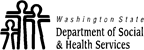 Washington State
Department of Social
& Health Services